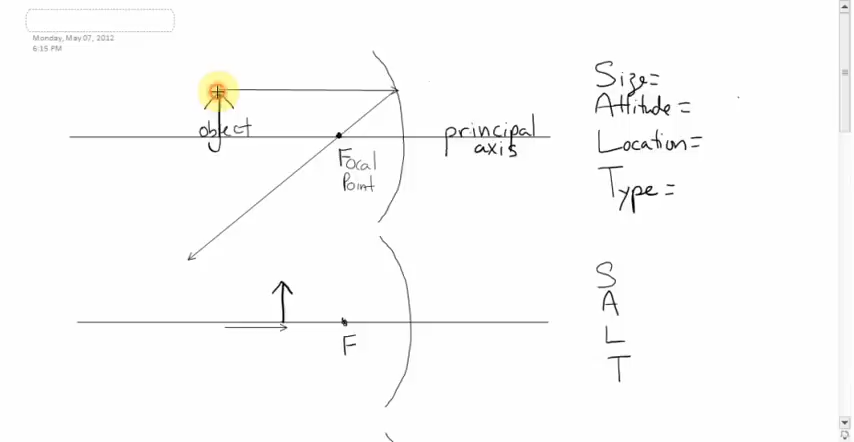 Monday, May 07, 2012
6:15 PM
object
Focal
Point
principal
axis
Size=
Attitude=
Location=
Type=
F
S
A
L
T